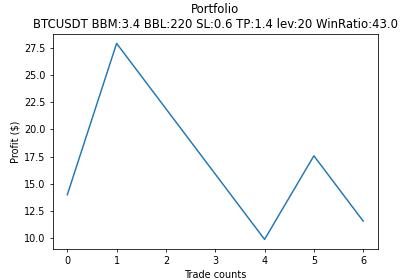 Portfolio
BTCUSDT BBM:3.4 BBL:220 SL:0.6 TP:1.4 lev:20 WinRatio:43.0
27.5
25.0
22.5
20.0
17.5
15.0
12.5
10.0
Profit ($)
0 1 2 3 4 5 6
Trade counts